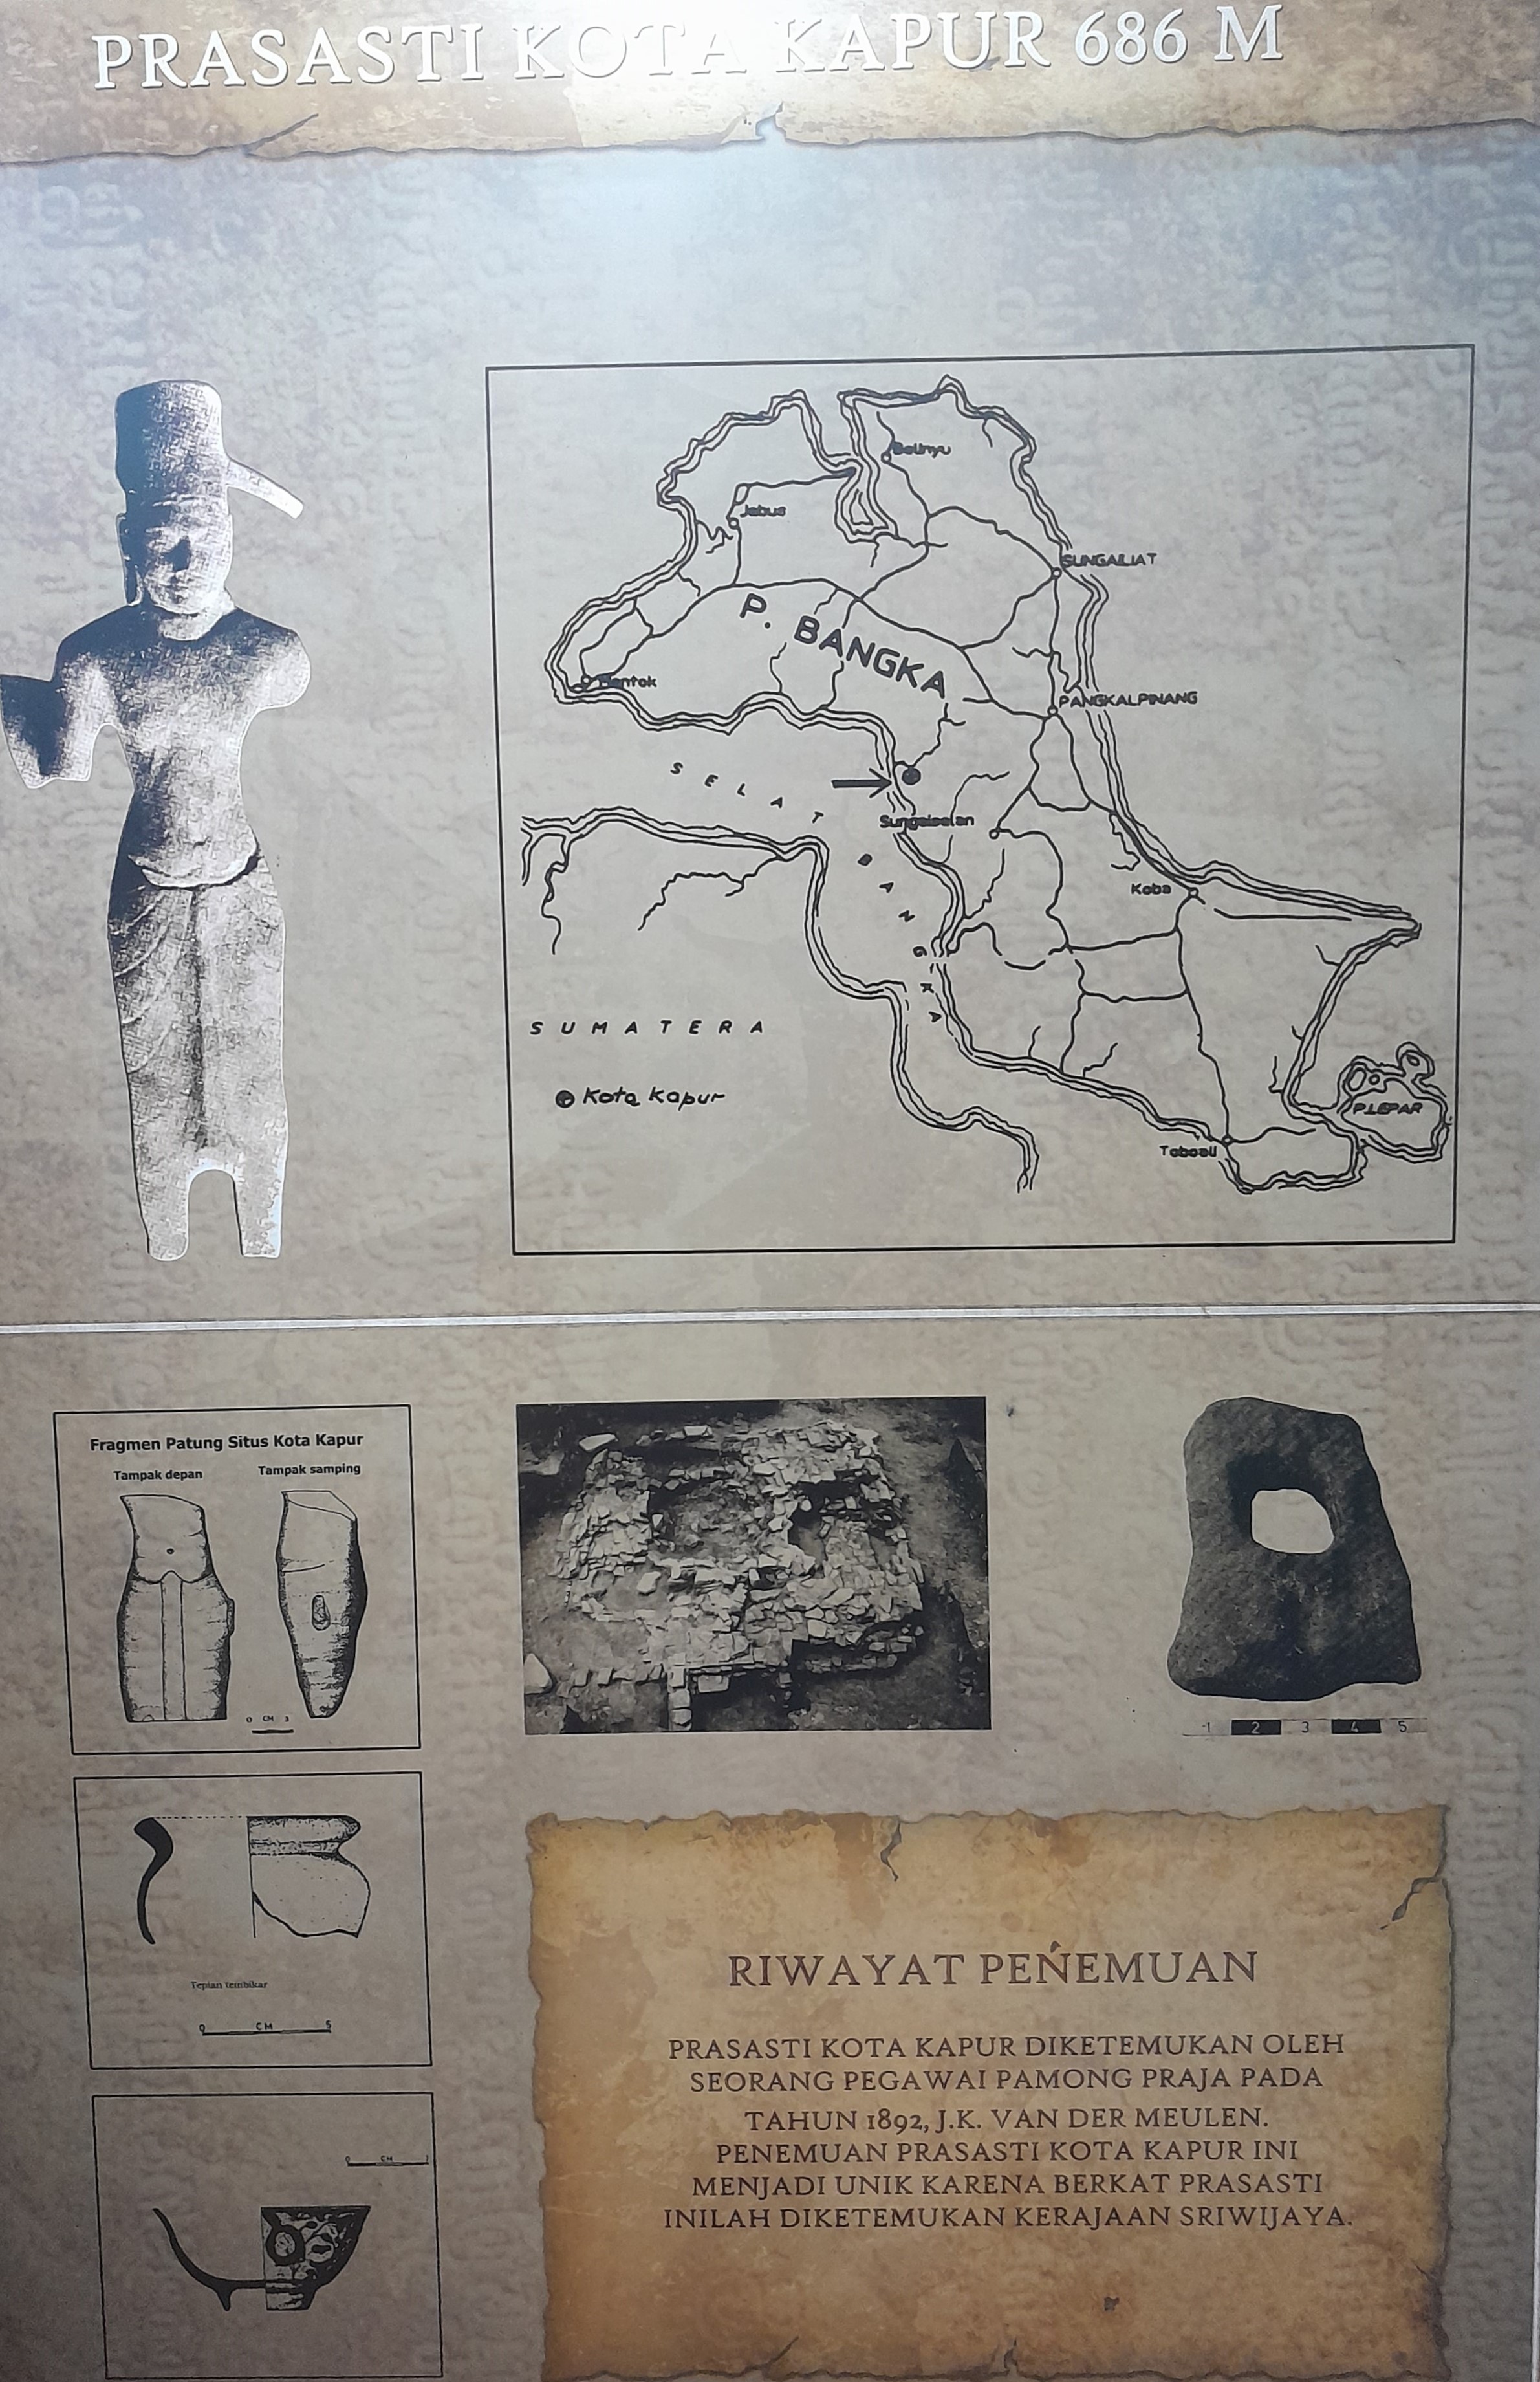 PRASASTI KOTA KAPUR 686 M
Belinyu
Jebus
SUNGAILIAT
P. BANGKA
Mentok
PANGKALPINANG
SELAT BANGKA
Sungaiselan
Koba
SUMATERA
Kota Kapur
P.LEPAR
Toboali
Fragmen Patung Situs Kota Kapur
Tampak depan Tampak samping
0 CM 3
1 2 3 4 5
Tepian tembikar
0 CM 5
0 CM
RIWAYAT PEŃEMUAN
PRASASTI KOTA KAPUR DIKETEMUKAN OLEH
SEORANG PEGAWAI PAMONG PRAJA PADA
TAHUN 1892, J.K. VAN DER MEULEN.
PENEMUAN PRASASTI KOTA KAPUR INI
MENJADI UNIK KARENA BERKAT PRASASTI
INILAH DIKETEMUKAN KERAJAAN SRIWIJAYA.